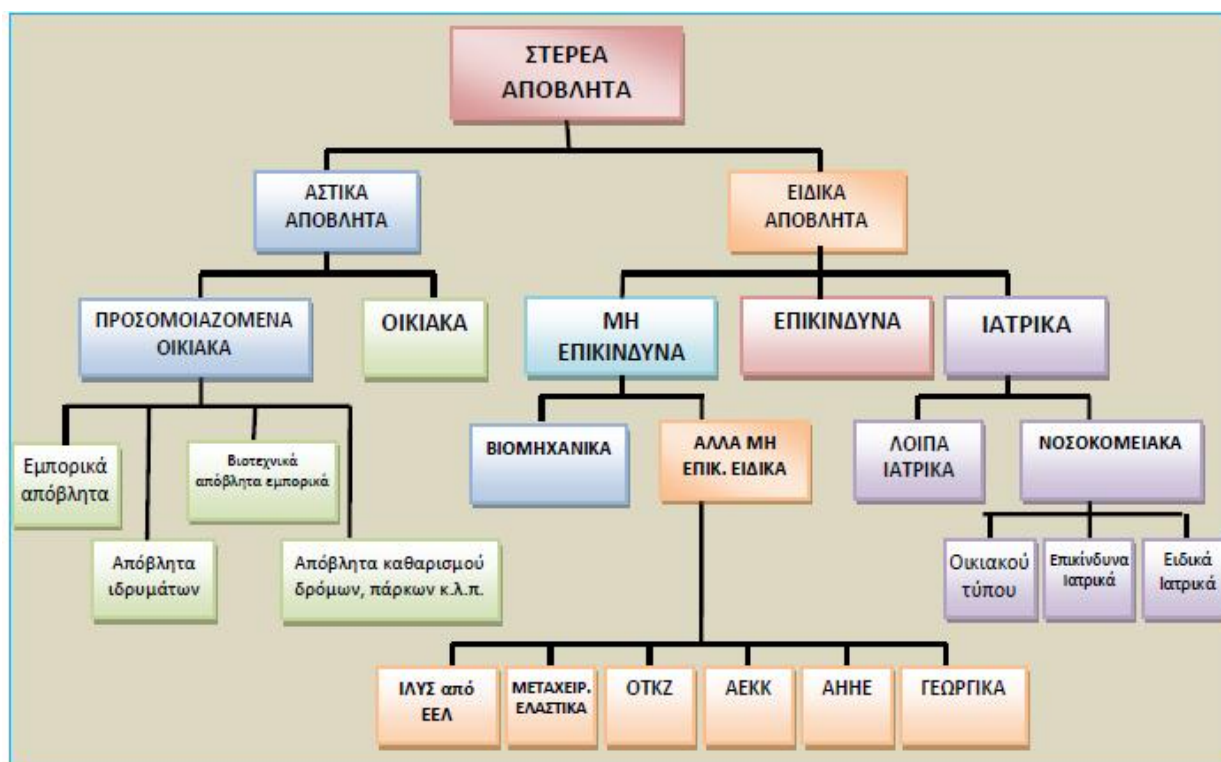 ΣΤΕΡΕΑ
ΑΠΟΒΛΗΤΑ
ΑΣΤΙΚΑ
ΑΠΟΒΛΗΤΑ
ΕΙΔΙΚΑ
ΑΠΟΒΛΗΤΑ
ΠΡΟΣΟΜΟΙΑΖΟΜΕΝΑ
ΟΙΚΙΑΚΑ
ΟΙΚΙΑΚΑ
ΜΗ
ΕΠΙΚΙΝΔΥΝΑ
ΕΠΙΚΙΝΔΥΝΑ
ΙΑΤΡΙΚΑ
Εμπορικά
απόβλητα
Απόβλητα
ιδρυμάτων
Βιοτεχνικά
απόβλητα εμπορικά
Απόβλητα καθαρισμού
δρόμων, πάρκων κ.λ.π.
ΒΙΟΜΗΧΑΝΙΚΑ
ΑΛΛΑ ΜΗ
ΕΠΙΚ. ΕΙΔΙΚΑ
ΛΟΙΠΑ
ΙΑΤΡΙΚΑ
ΝΟΣΟΚΟΜΕΙΑΚΑ
Οικιακού
τύπου
Επικίνδυνα
Ιατρικά
Ειδικά
Ιατρικά
ΙΛΥΣ από
ΕΕΛ
ΜΕΤΑΧΕΙΡ.
ΕΛΑΣΤΙΚΑ
ΟΤΚΖ
ΑΕΚΚ
ΑΗΗΕ
ΓΕΩΡΓΙΚΑ